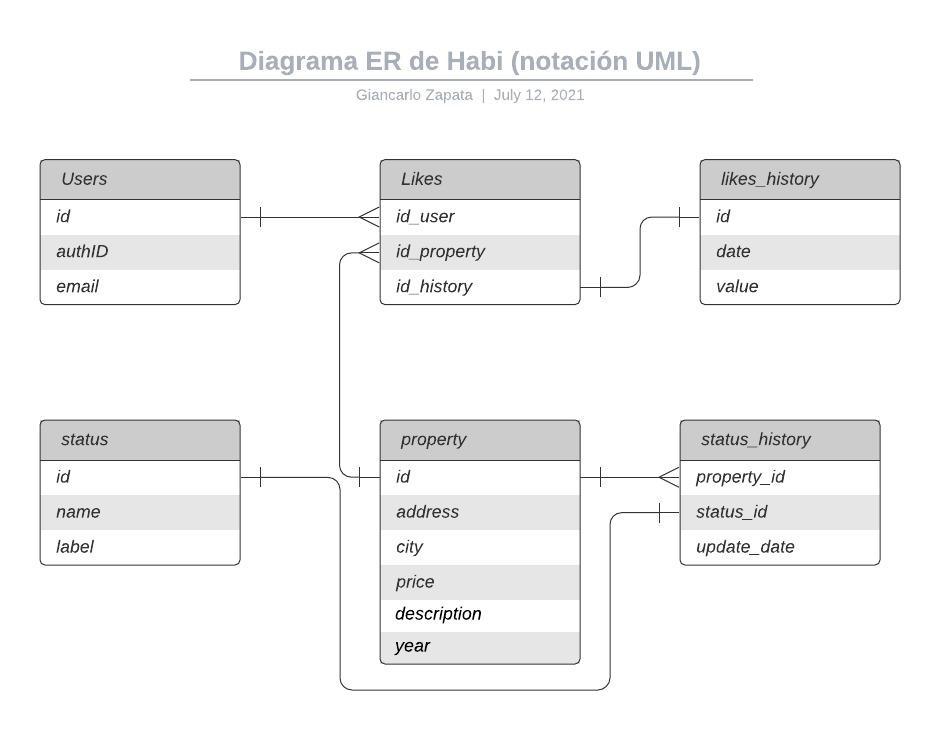 Diagrama ER de Habi (notación UML)
Giancarlo Zapata | July 12, 2021
Users
id
authID
email
Likes
id_user
id_property
id_history
likes_history
id
date
value
status
id
name
label
property
id
address
city
price
description
year
status_history
property_id
status_id
update_date